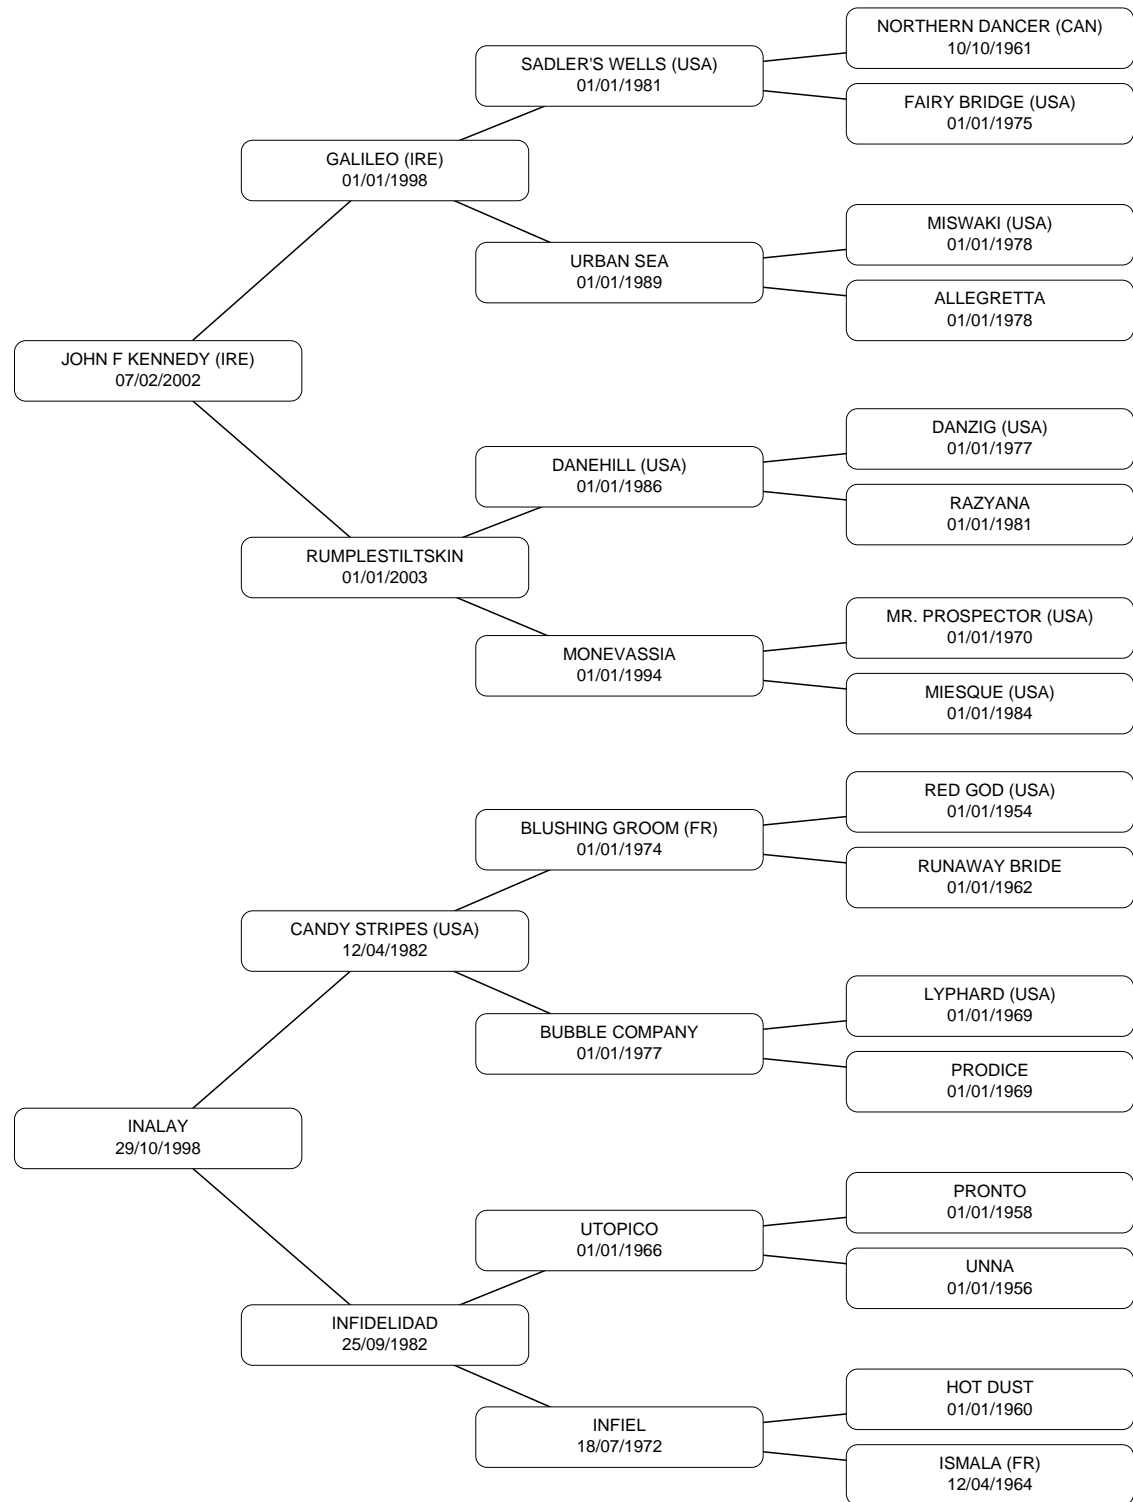 NORTHERN DANCER (CAN)
10/10/1961
SADLER'S WELLS (USA)
01/01/1981
FAIRY BRIDGE (USA)
01/01/1975
GALILEO (IRE)
01/01/1998
MISWAKI (USA)
01/01/1978
URBAN SEA
01/01/1989
ALLEGRETTA
01/01/1978
JOHN F KENNEDY (IRE)
07/02/2002
DANZIG (USA)
01/01/1977
DANEHILL (USA)
01/01/1986
RAZYANA
01/01/1981
RUMPLESTILTSKIN
01/01/2003
MR. PROSPECTOR (USA)
01/01/1970
MONEVASSIA
01/01/1994
MIESQUE (USA)
01/01/1984
RED GOD (USA)
01/01/1954
BLUSHING GROOM (FR)
01/01/1974
RUNAWAY BRIDE
01/01/1962
CANDY STRIPES (USA)
12/04/1982
LYPHARD (USA)
01/01/1969
BUBBLE COMPANY
01/01/1977
PRODICE
01/01/1969
INALAY
29/10/1998
PRONTO
01/01/1958
UTOPICO
01/01/1966
UNNA
01/01/1956
INFIDELIDAD
25/09/1982
HOT DUST
01/01/1960
INFIEL
18/07/1972
ISMALA (FR)
12/04/1964